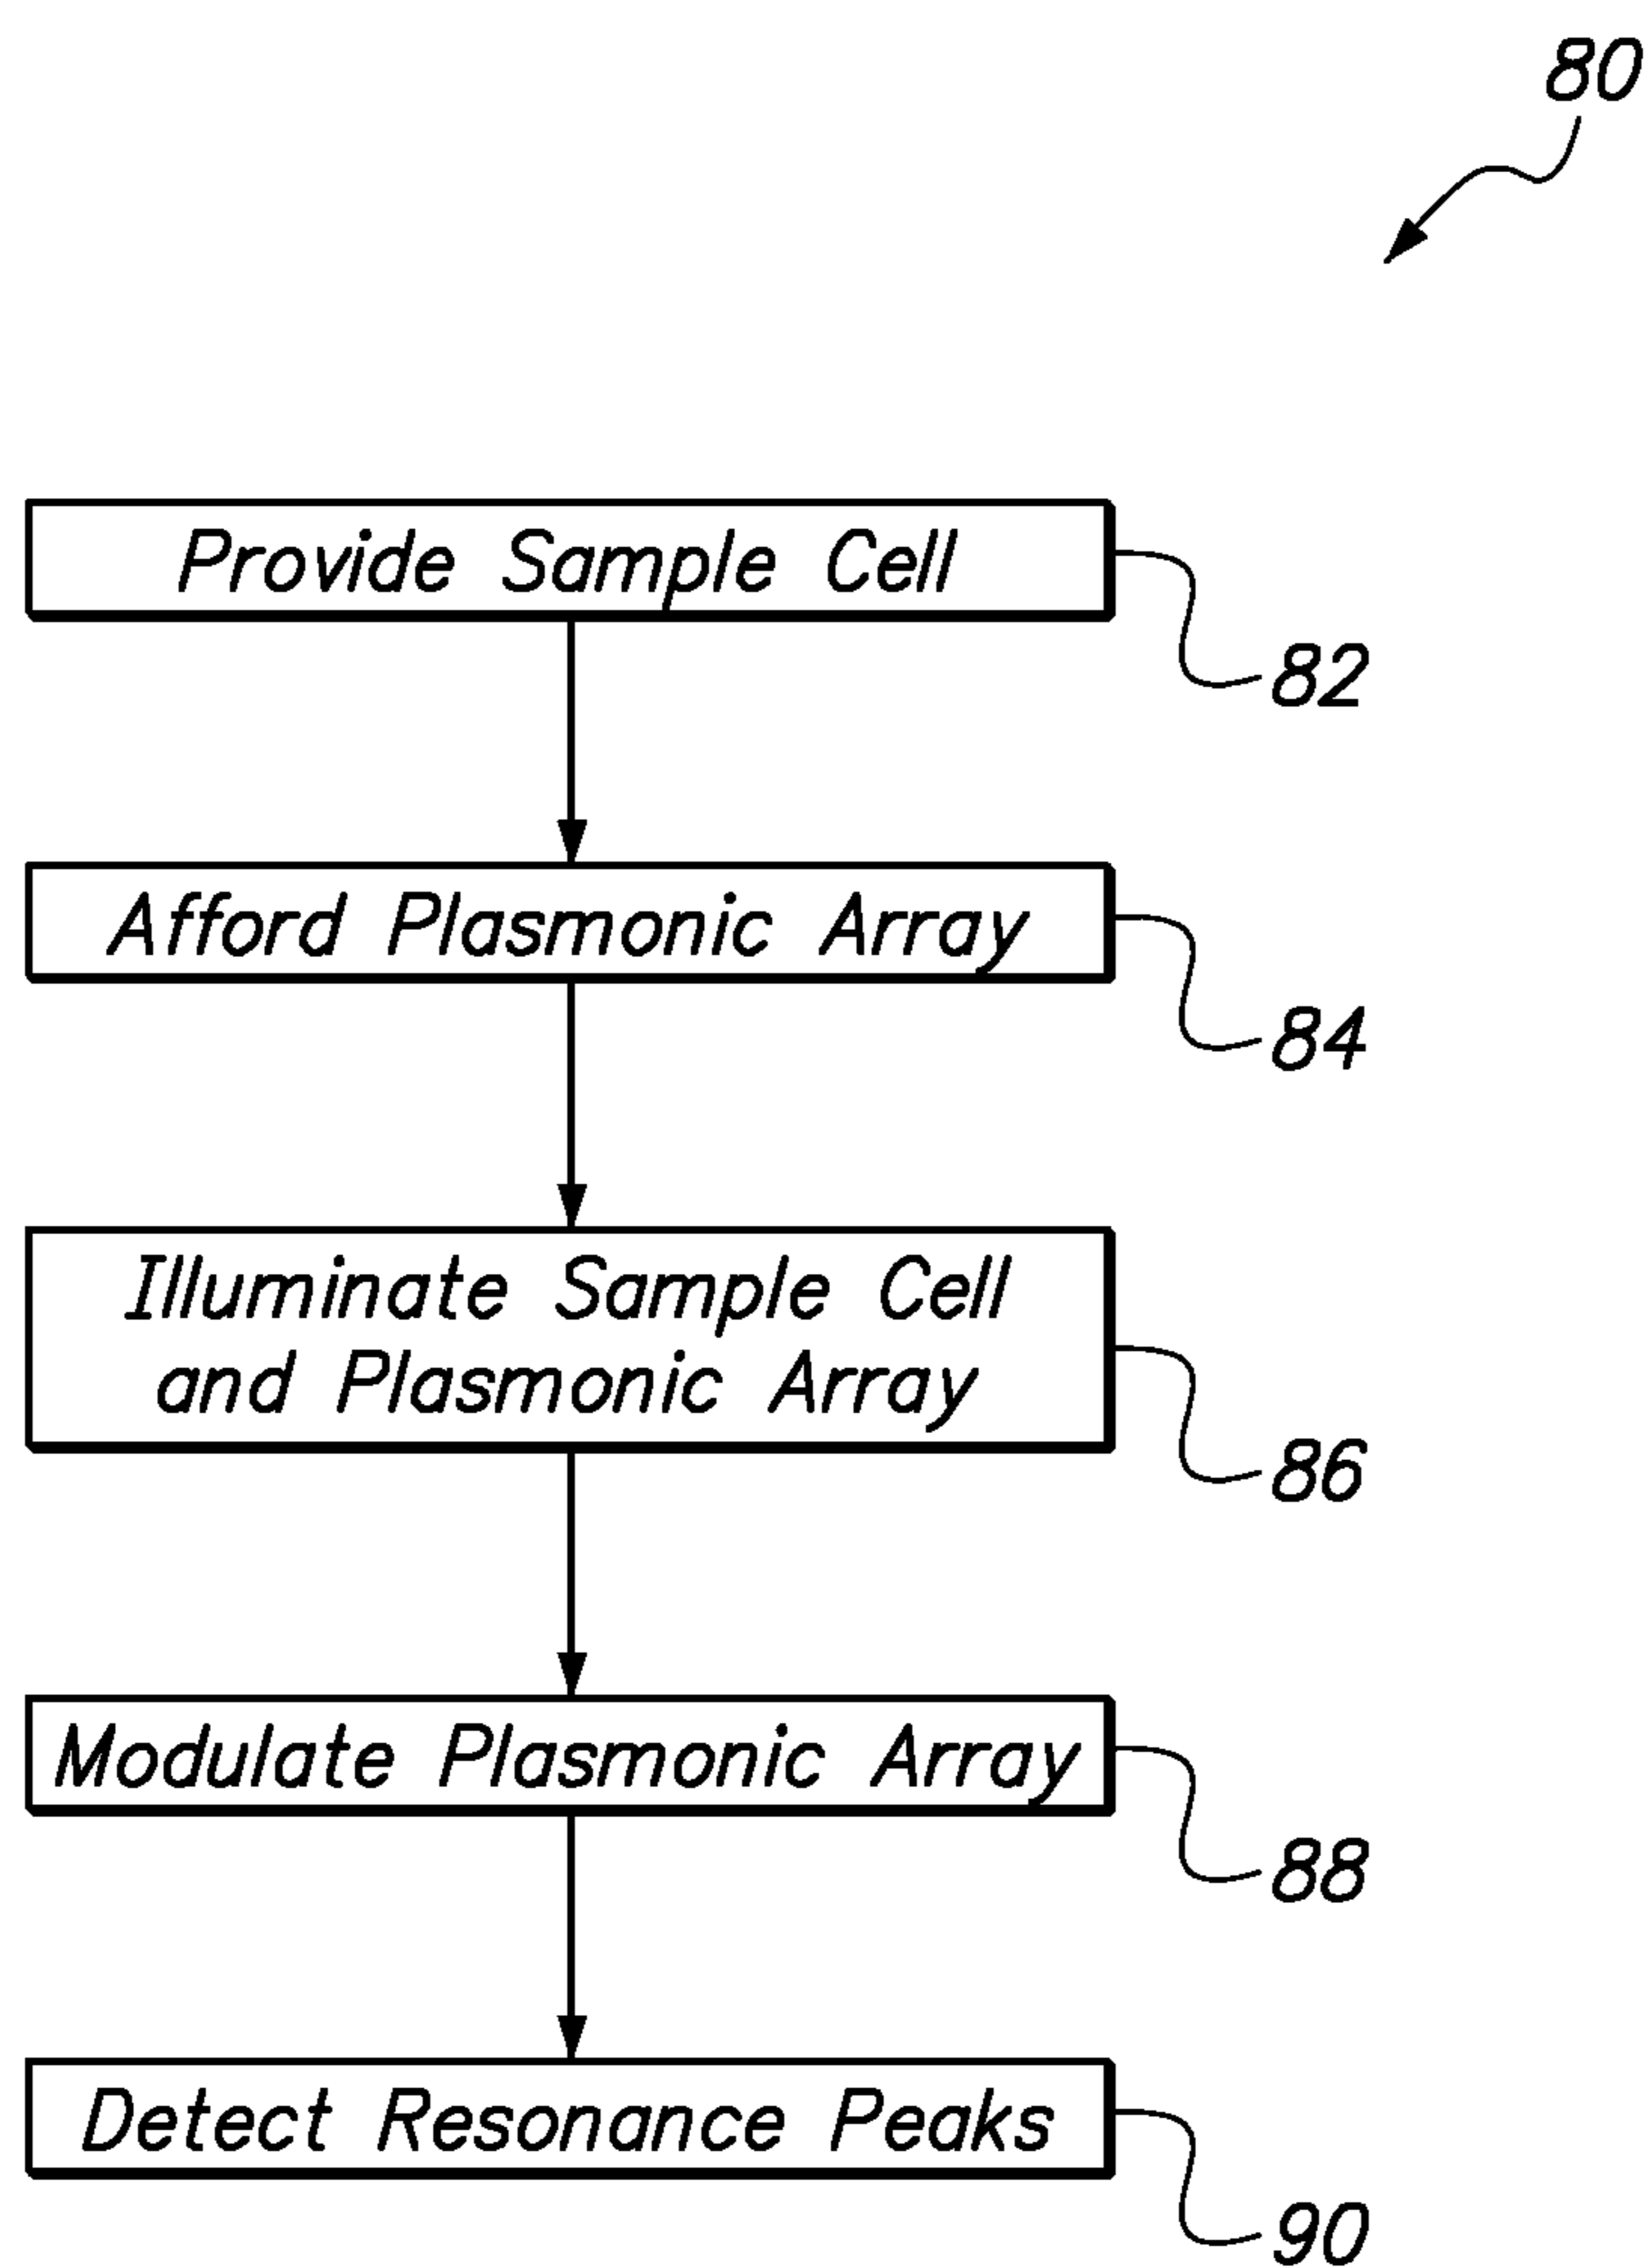 80
Provide Sample Cell
82
Afford Plasmonic Array
84
Illuminate Sample Cell
and Plasmonic Array
86
Modulate Plasmonic Array
88
Detect Resonance Peaks
90